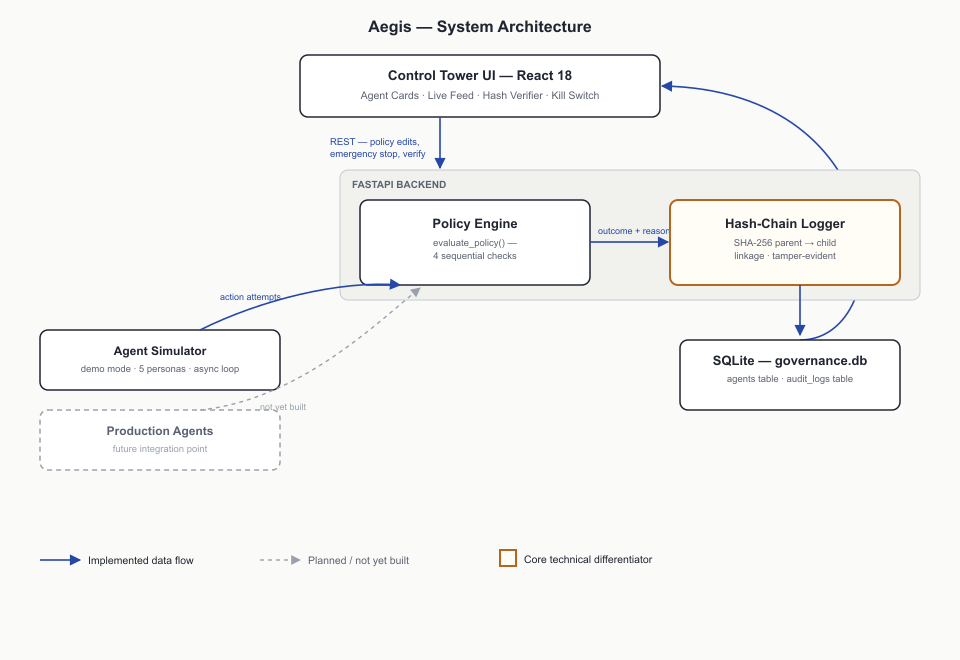 Aegis — System Architecture
Control Tower UI — React 18
Agent Cards · Live Feed · Hash Verifier · Kill Switch
REST — policy edits,
emergency stop, verify
FASTAPI BACKEND
Policy Engine
evaluate_policy() —
4 sequential checks
outcome + reason
Hash-Chain Logger
SHA-256 parent → child
linkage · tamper-evident
action attempts
Agent Simulator
demo mode · 5 personas · async loop
SQLite — governance.db
agents table · audit_logs table
not yet built
Production Agents
future integration point
Implemented data flow
Planned / not yet built
Core technical differentiator